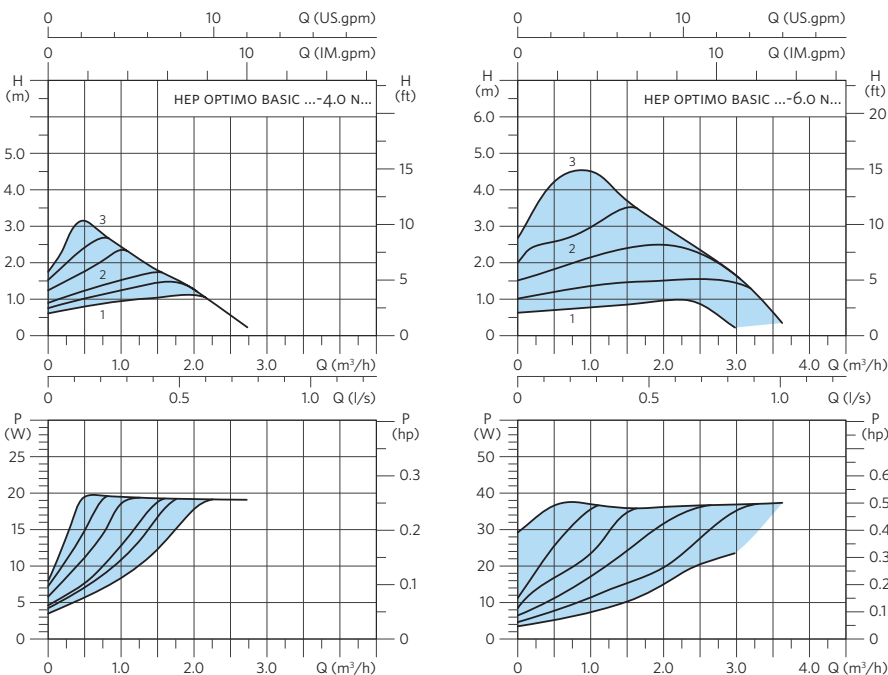 0 10 Q (US.gpm)
0 10 Q (IM.gpm)
H (m)
H (ft)
HEP OPTIMO BASIC ...-4.0 N...
5.0
4.0
3.0
2.0
1.0
0
15
10
5
0
3
2
1
0 1.0 2.0 3.0 Q (m³/h)
0 0.5 1.0 Q (l/s)
P (W)
P (hp)
25
20
15
10
5
0
0.3
0.2
0.1
0
0 1.0 2.0 3.0 Q (m³/h)
0 10 Q (US.gpm)
0 10 Q (IM.gpm)
H (m)
H (ft)
HEP OPTIMO BASIC ...-6.0 N...
6.0
5.0
4.0
3.0
2.0
1.0
0
20
15
10
5
0
3
2
1
0 1.0 2.0 3.0 4.0 Q (m³/h)
0 0.5 1.0 Q (l/s)
P (W)
P (hp)
50
40
30
20
10
0
0.6
0.5
0.4
0.3
0.2
0.1
0
0 1.0 2.0 3.0 4.0 Q (m³/h)